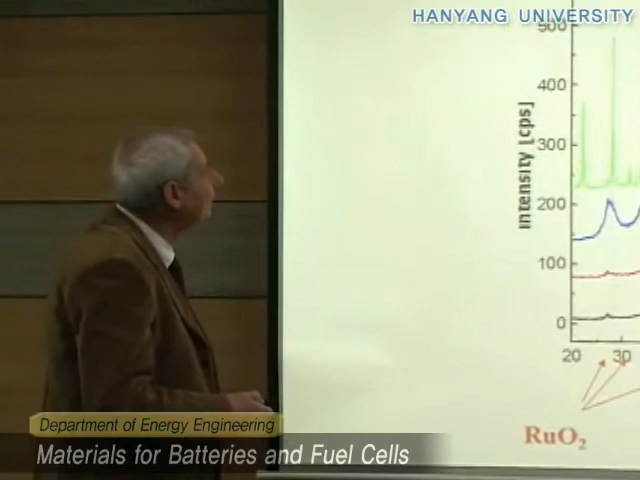 HANYANG UNIVERSITY
500
400
300
200
100
0
Intensity [cps]
20
30
RuO₂
Department of Energy Engineering
Materials for Batteries and Fuel Cells